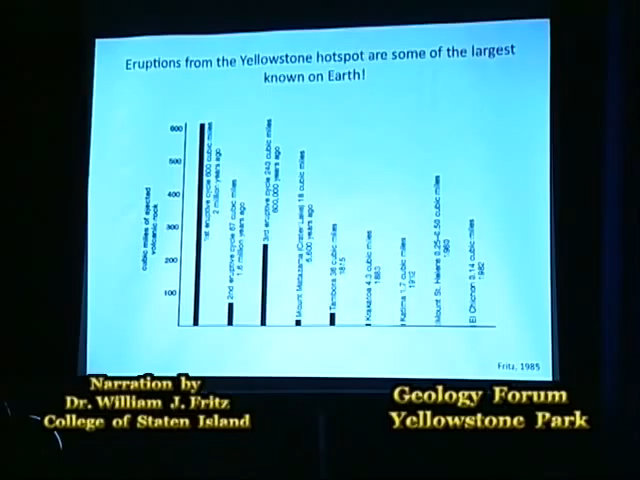 Eruptions from the Yellowstone hotspot are some of the largest
known on Earth!
600
500
400
300
200
100
cubic miles of ejected
volcanic rock
1st eruptive cycle 600 cubic miles
2 million years ago
2nd eruptive cycle 67 cubic miles
1.6 million years ago
3rd eruptive cycle 240 cubic miles
600,000 years ago
Mount Mazama (Crater Lake) 18 cubic miles
6,600 years ago
Tambora 36 cubic miles
1815
Krakatoa 4.3 cubic miles
1883
Katmai 1.7 cubic miles
1912
Mount St. Helens 0.25-0.50 cubic miles
1980
El Chichon 0.14 cubic miles
1982
Fritz, 1985
Narration by
Dr. William J. Fritz
College of Staten Island
Geology Forum
Yellowstone Park